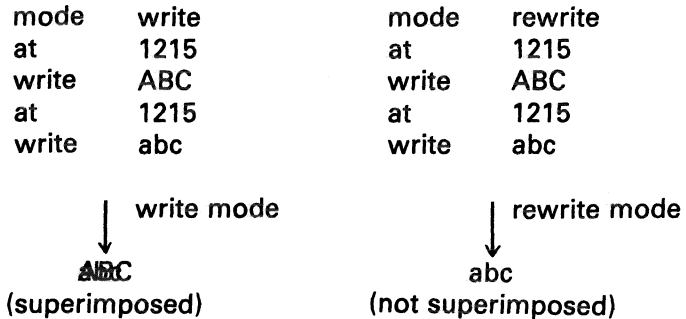 mode write mode rewrite
at 1215 at 1215
write ABC write ABC
at 1215 at 1215
write abc write abc
write mode rewrite mode
abc
(superimposed) (not superimposed)